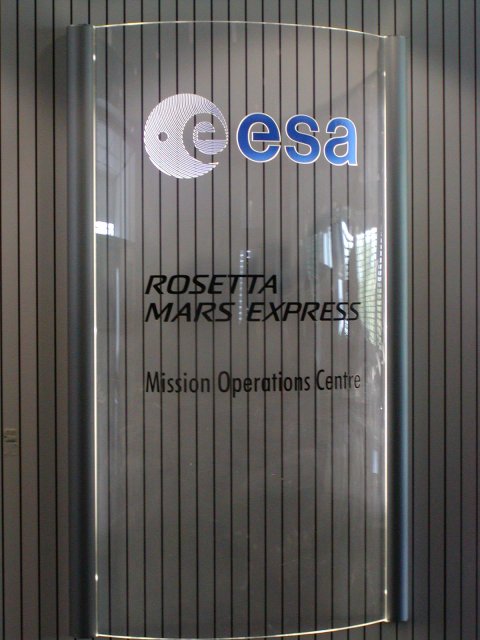 esa
ROSETTA
MARS EXPRESS
Mission Operations Centre